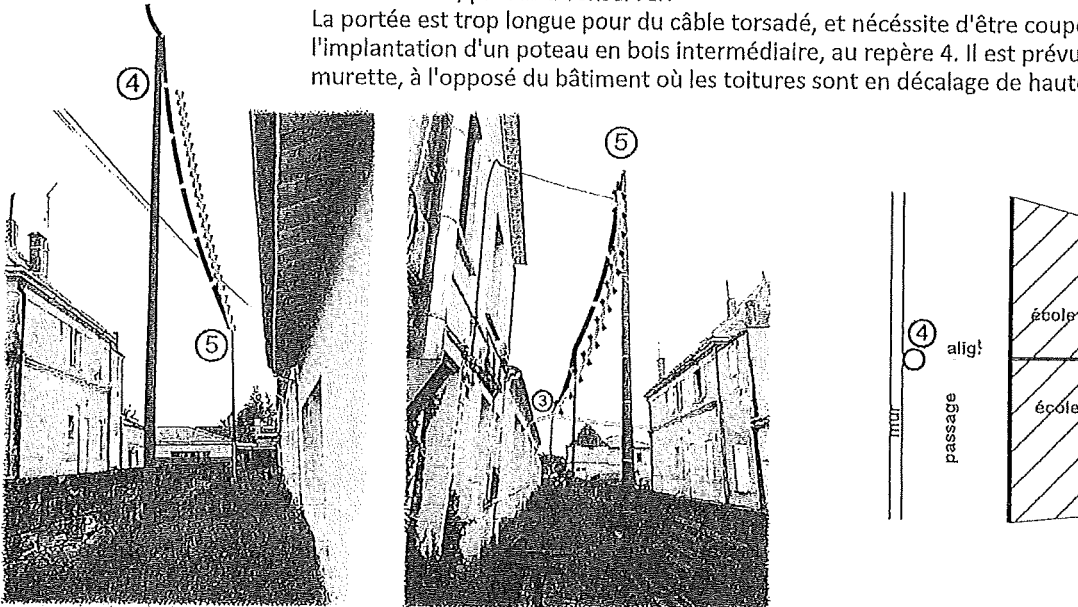 La portée est trop longue pour du câble torsadé, et nécéssite d'être coupé
l'implantation d'un poteau en bois intermédiaire, au repère 4. Il est prévu
murette, à l'opposé du bâtiment où les toitures sont en décalage de haut
4
5
5
3
4
aligt
mur
passage
école
école